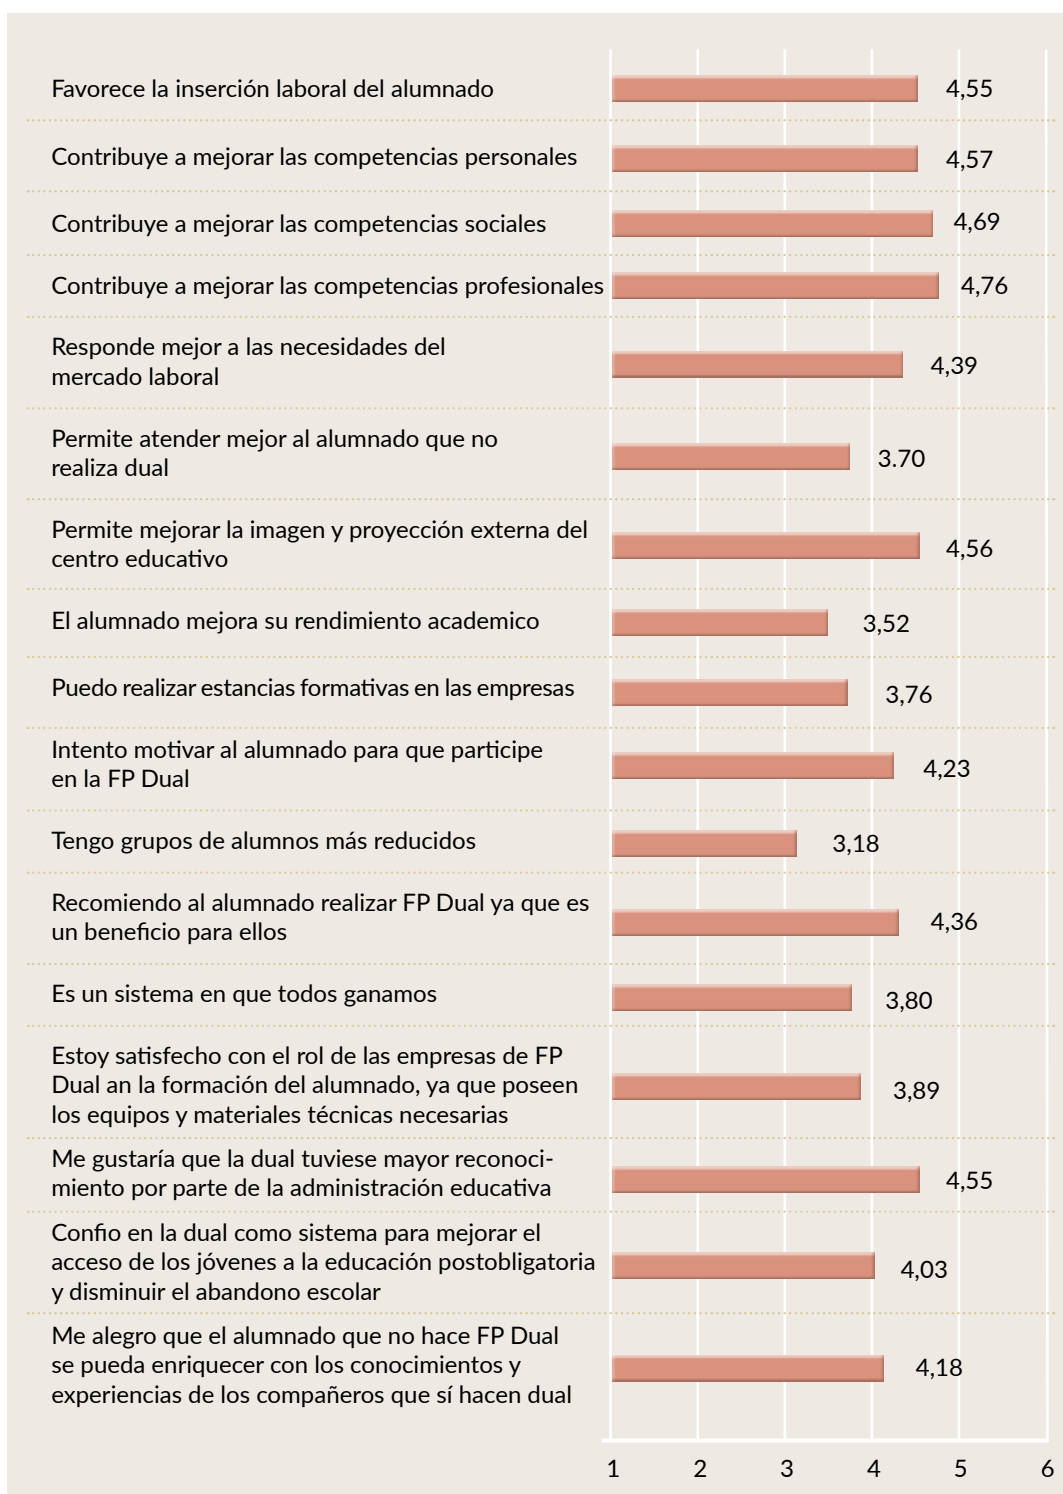 Favorece la inserción laboral del alumnado 4,55
Contribuye a mejorar las competencias personales 4,57
Contribuye a mejorar las competencias sociales 4,69
Contribuye a mejorar las competencias profesionales 4,76
Responde mejor a las necesidades del
mercado laboral 4,39
Permite atender mejor al alumnado que no
realiza dual 3.70
Permite mejorar la imagen y proyección externa del
centro educativo 4,56
El alumnado mejora su rendimiento academico 3,52
Puedo realizar estancias formativas en las empresas 3,76
Intento motivar al alumnado para que participe
en la FP Dual 4,23
Tengo grupos de alumnos más reducidos 3,18
Recomiendo al alumnado realizar FP Dual ya que es
un beneficio para ellos 4,36
Es un sistema en que todos ganamos 3,80
Estoy satisfecho con el rol de las empresas de FP
Dual an la formación del alumnado, ya que poseen 3,89
los equipos y materiales técnicas necesarias
Me gustaría que la dual tuviese mayor reconoci-
miento por parte de la administración educativa 4,55
Confio en la dual como sistema para mejorar el
acceso de los jóvenes a la educación postobligatoria 4,03
y disminuir el abandono escolar
Me alegro que el alumnado que no hace FP Dual
se pueda enriquecer con los conocimientos y 4,18
experiencias de los compañeros que sí hacen dual
1 2 3 4 5 6